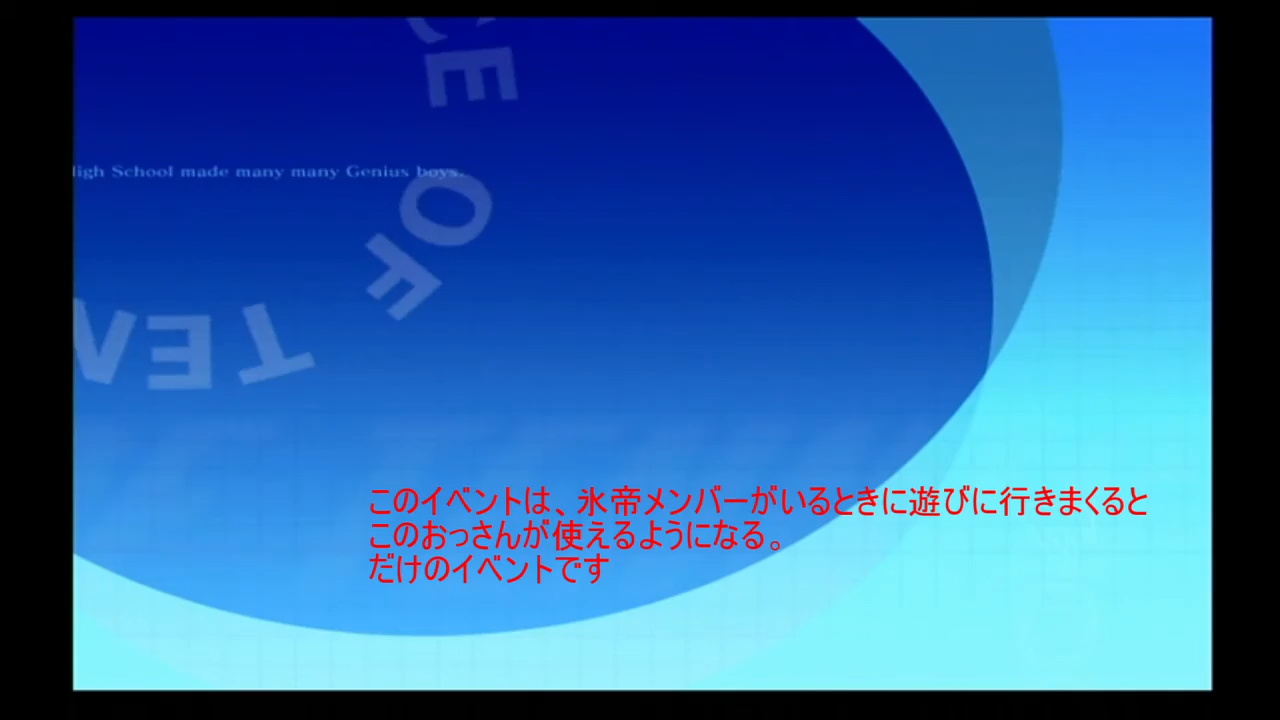 CE OF TEN
High School made many many Genius boys.
このイベントは、氷帝メンバーがいるときに遊びに行きまくると
このおっさんが使えるようになる。
だけのイベントです